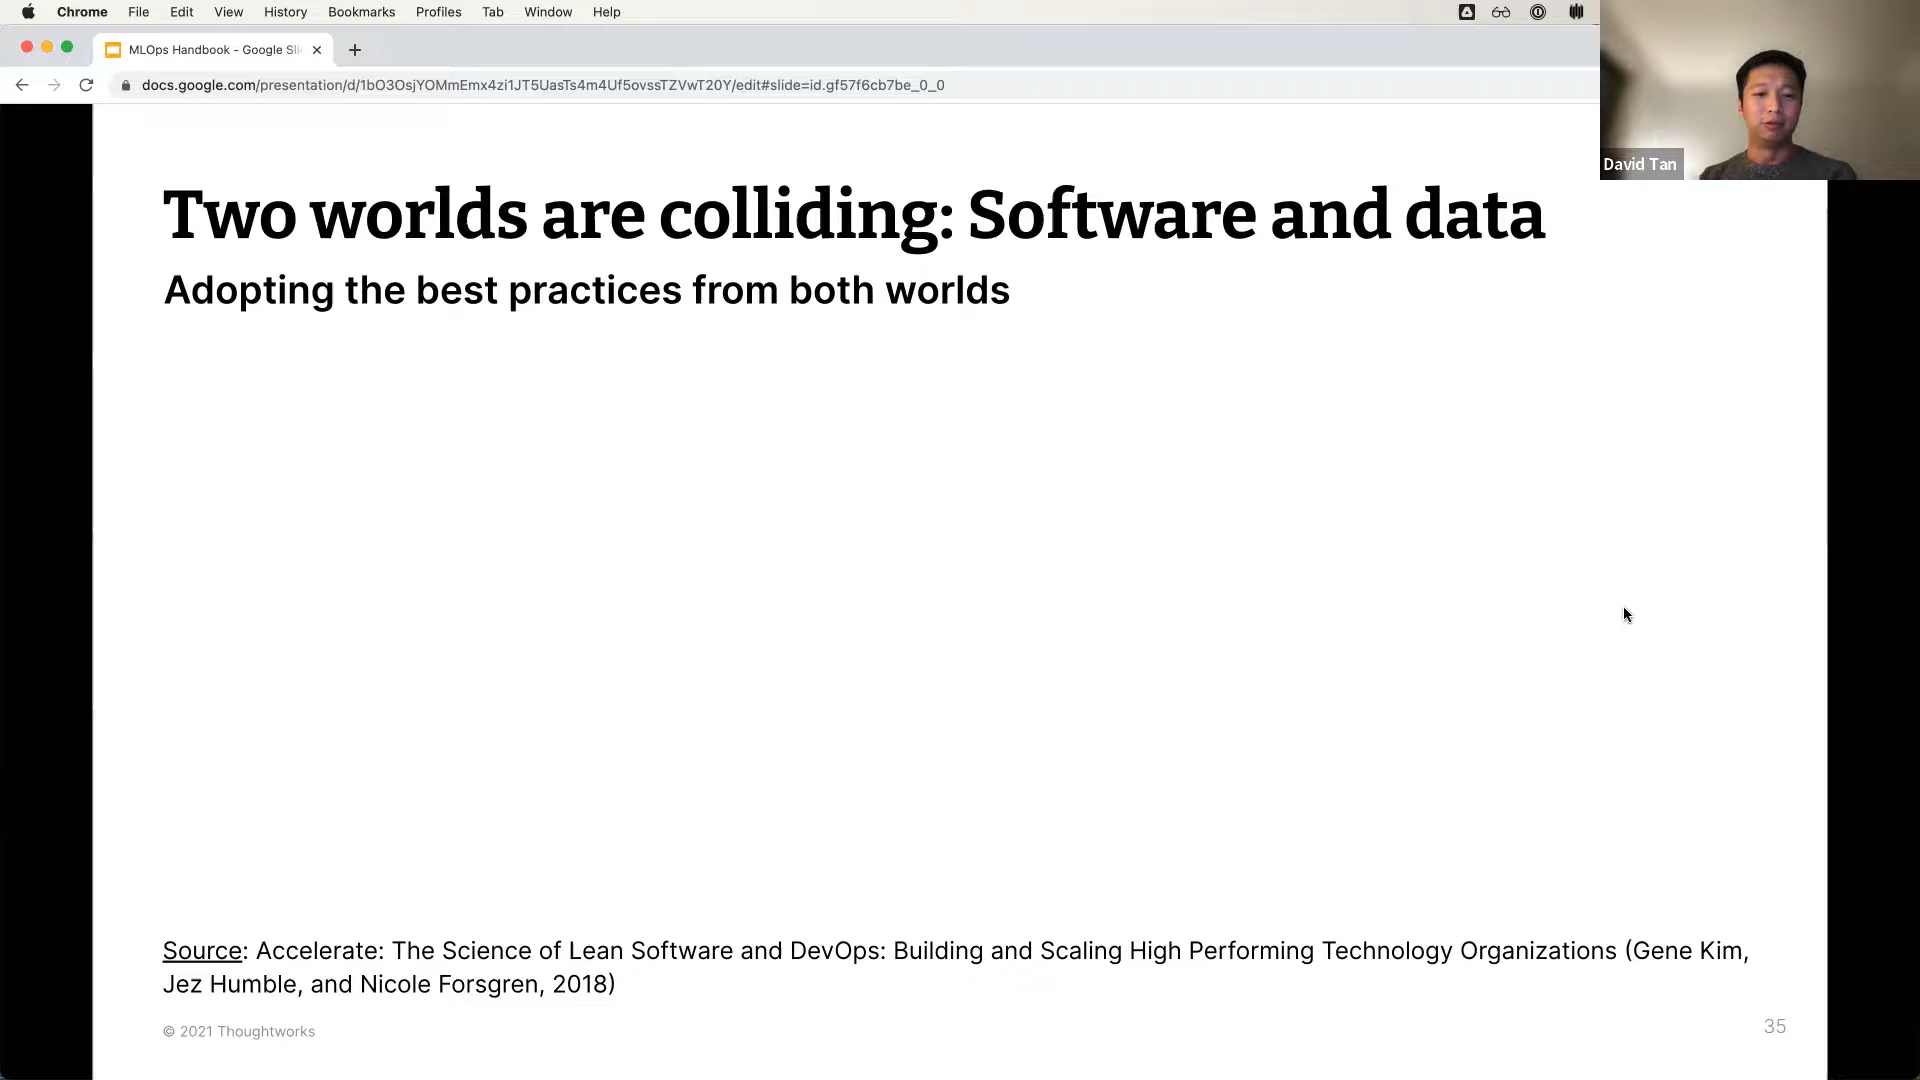 Chrome File Edit View History Bookmarks Profiles Tab Window Help
MLOps Handbook - Google Sli
docs.google.com/presentation/d/1bO3OsjYOMmEmx4zi1JT5UasTs4m4Uf5ovssTZVwT20Y/edit#slide=id.gf57f6cb7be_0_0
David Tan
Two worlds are colliding: Software and data
Adopting the best practices from both worlds
Source: Accelerate: The Science of Lean Software and DevOps: Building and Scaling High Performing Technology Organizations (Gene Kim,
Jez Humble, and Nicole Forsgren, 2018)
© 2021 Thoughtworks
35